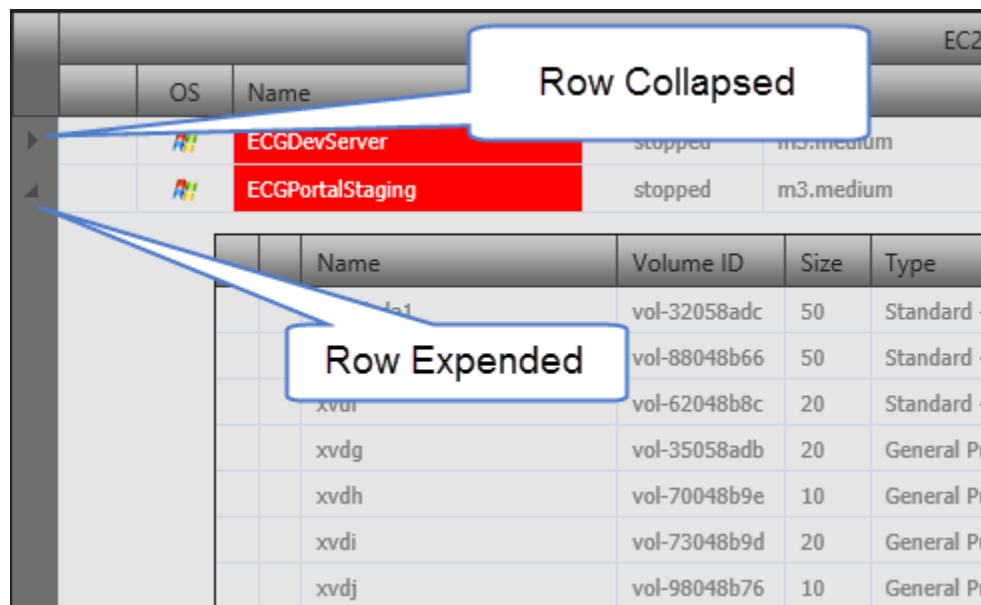 EC2
Row Collapsed
OS Name
ECGDevServer stopped m3.medium
ECGPortalStaging stopped m3.medium
Name Volume ID Size Type
vol-32058adc 50 Standard -
Row Expended
vol-88048b66 50 Standard -
vol-62048b8c 20 Standard -
xvdg vol-35058adb 20 General P
xvdh vol-70048b9e 10 General P
xvdi vol-73048b9d 20 General P
xvdj vol-98048b76 10 General P